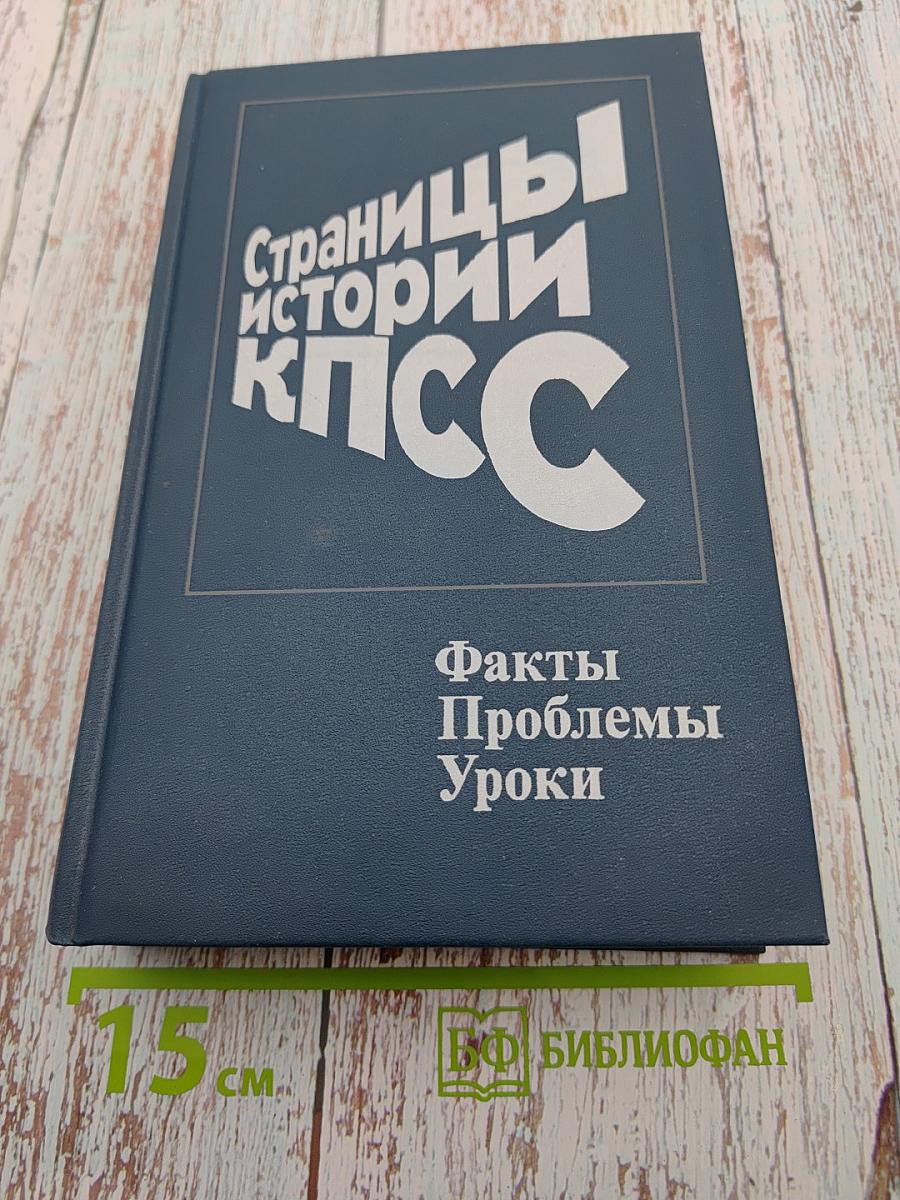 Страницы
истории
КПСС
Факты
Проблемы
Уроки
15 см
БФ БИБЛИОФАН